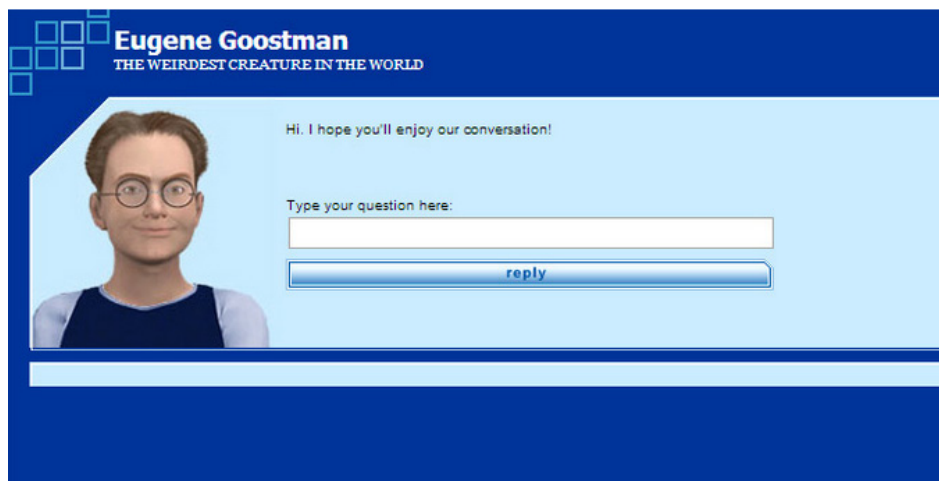 Eugene Goostman
THE WEIRDEST CREATURE IN THE WORLD
Hi. I hope you'll enjoy our conversation!
Type your question here:
reply